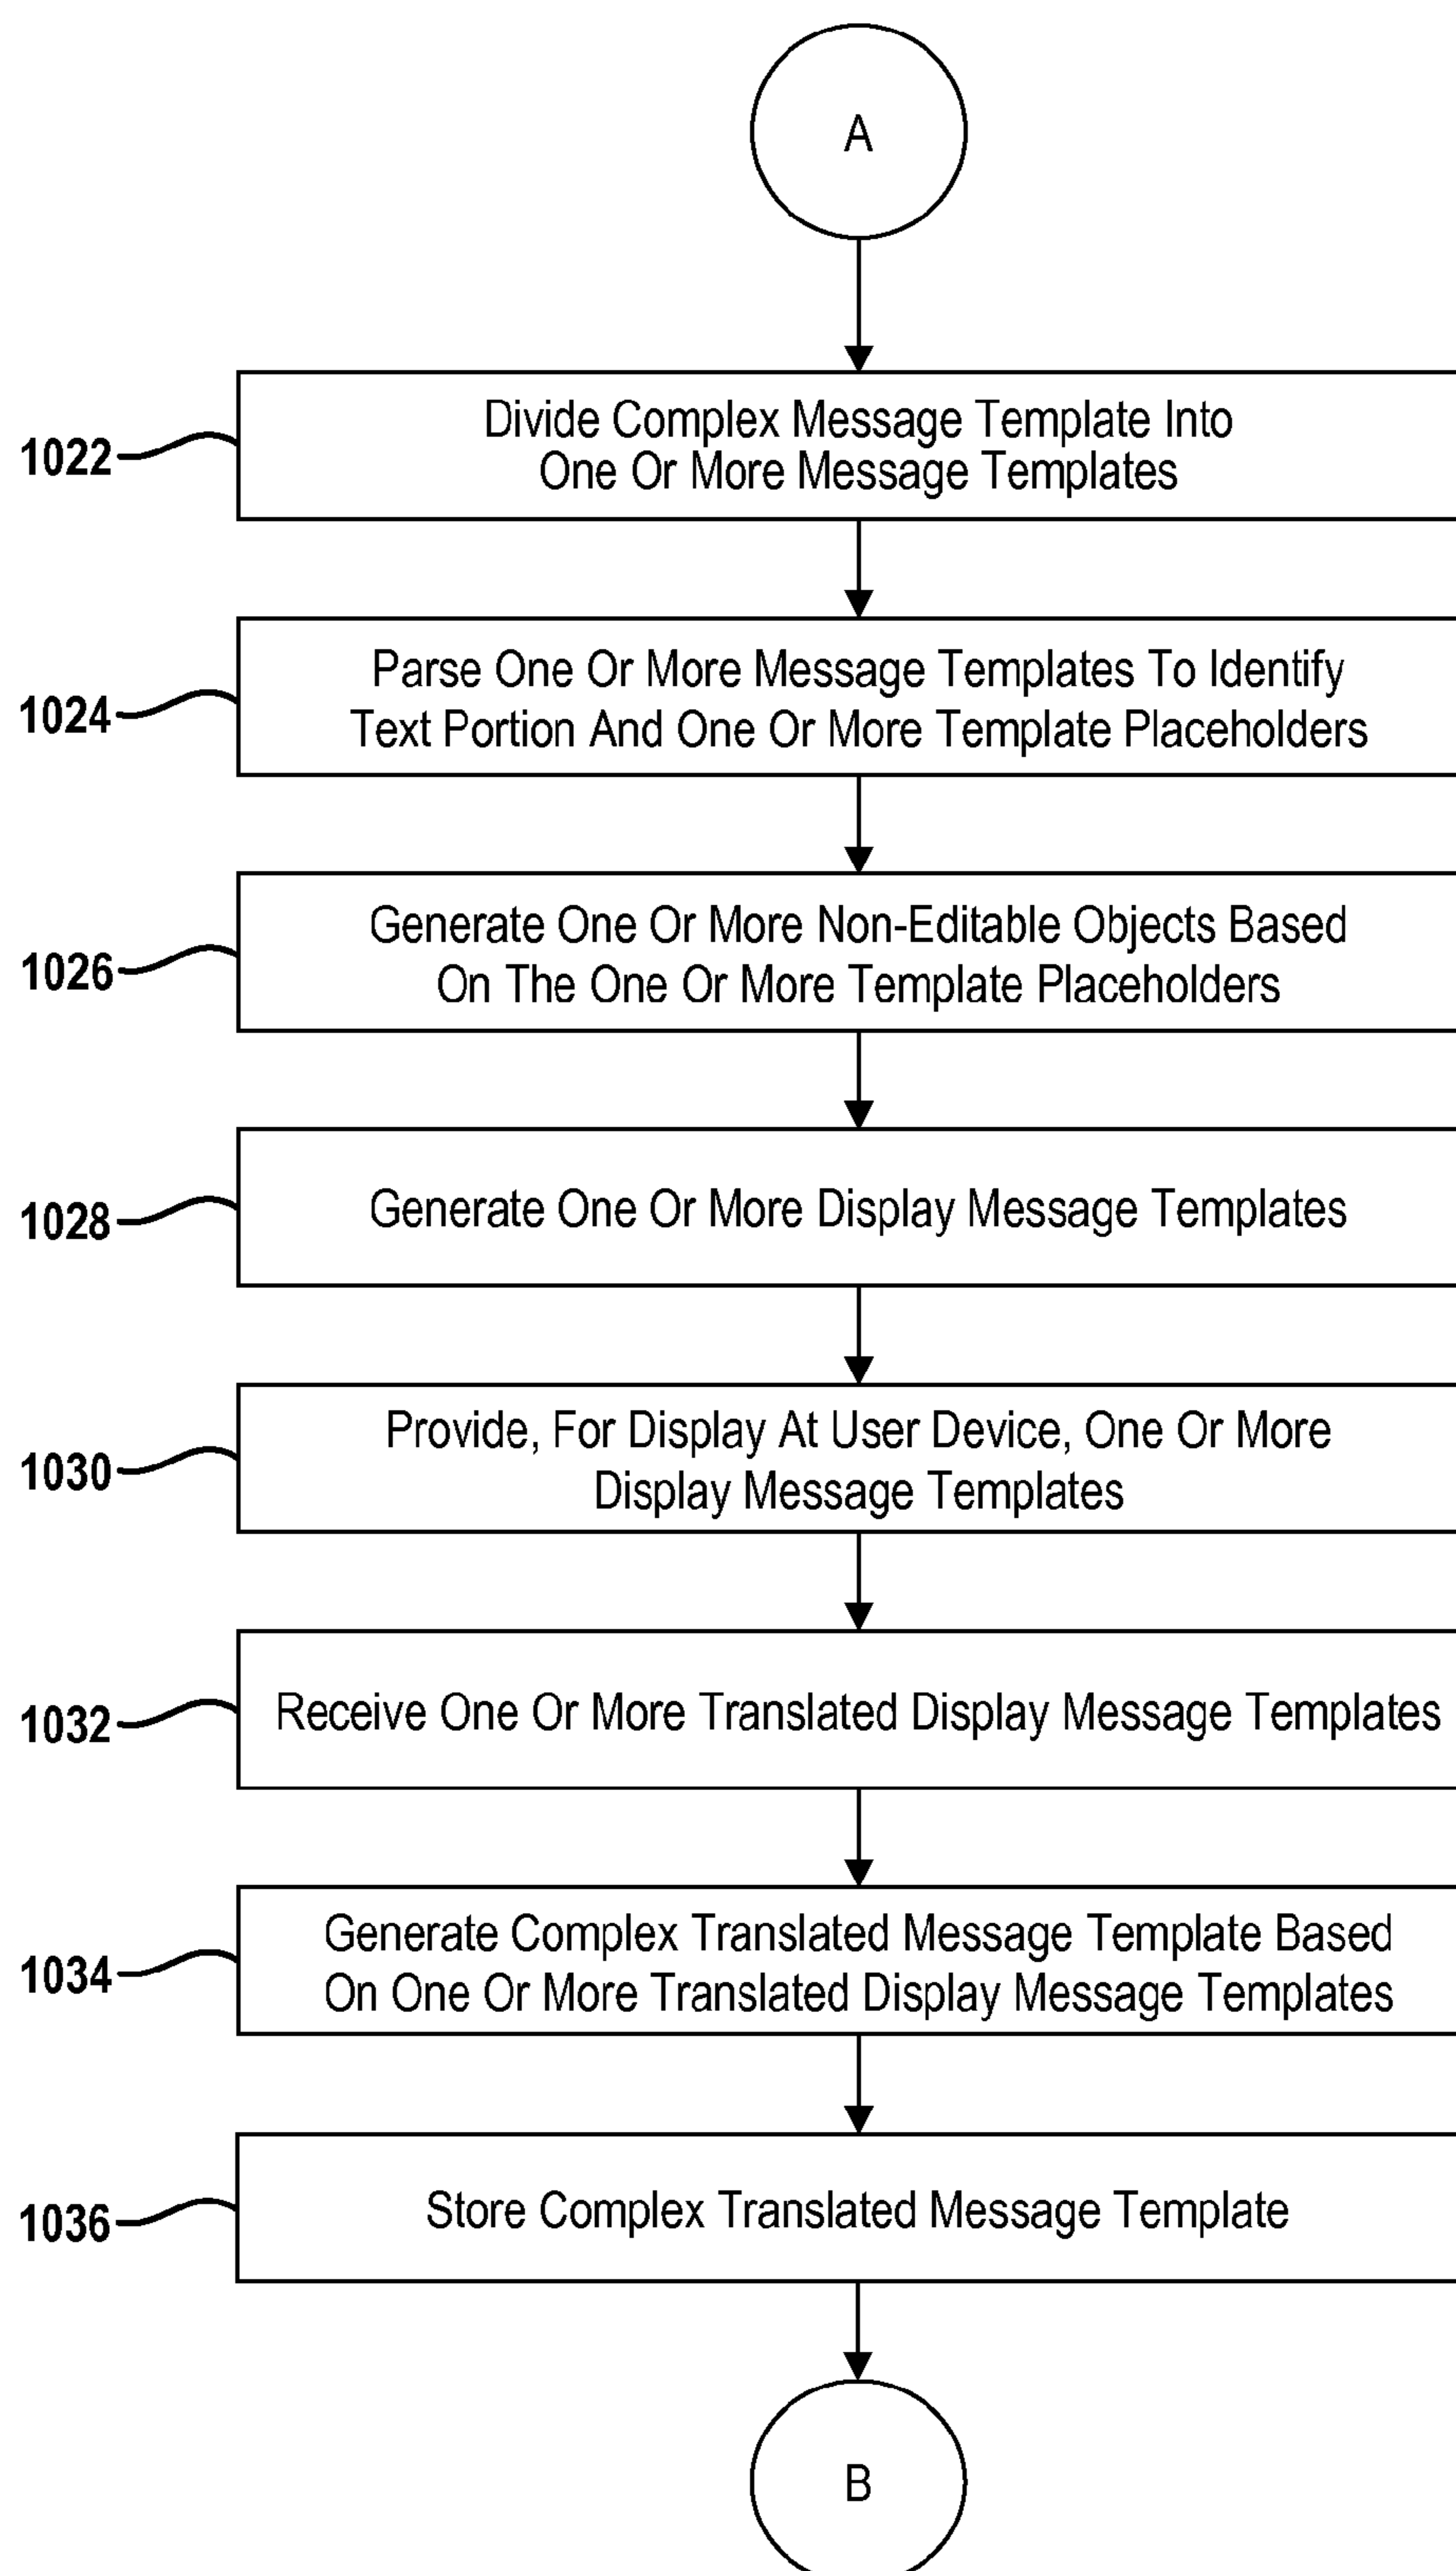 A
Divide Complex Message Template Into
One Or More Message Templates
1022
Parse One Or More Message Templates To Identify
Text Portion And One Or More Template Placeholders
1024
Generate One Or More Non-Editable Objects Based
On The One Or More Template Placeholders
1026
Generate One Or More Display Message Templates
1028
Provide, For Display At User Device, One Or More
Display Message Templates
1030
Receive One Or More Translated Display Message Templates
1032
Generate Complex Translated Message Template Based
On One Or More Translated Display Message Templates
1034
Store Complex Translated Message Template
1036
B